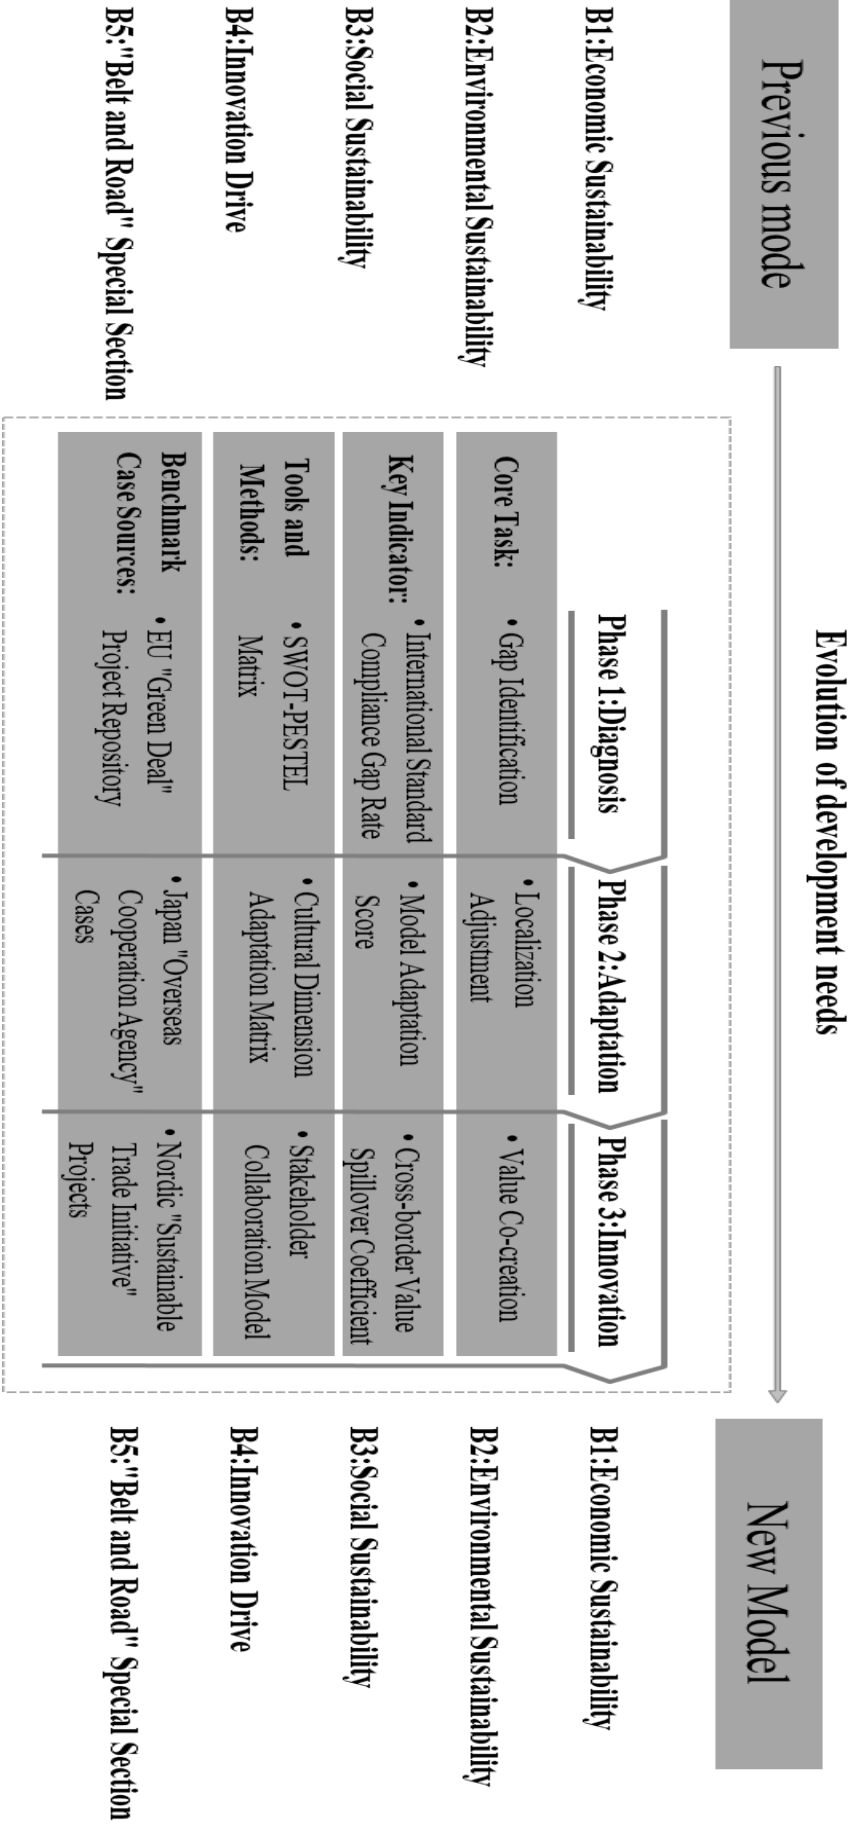 Evolution of development needs
Previous mode
New Model
B1:Economic Sustainability
B2:Environmental Sustainability
B3:Social Sustainability
B4:Innovation Drive
B5:"Belt and Road" Special Section
Phase 1:Diagnosis
Phase 2:Adaptation
Phase 3:Innovation
Core Task:
• Gap Identification
• Localization
Adjustment
• Value Co-creation
Key Indicator:
• International Standard
Compliance Gap Rate
• Model Adaptation
Score
• Cross-border Value
Spillover Coefficient
Tools and
Methods:
• SWOT-PESTEL
Matrix
• Cultural Dimension
Adaptation Matrix
• Stakeholder
Collaboration Model
Benchmark
Case Sources:
• EU "Green Deal"
Project Repository
• Japan "Overseas
Cooperation Agency"
Cases
• Nordic "Sustainable
Trade Initiative"
Projects
B1:Economic Sustainability
B2:Environmental Sustainability
B3:Social Sustainability
B4:Innovation Drive
B5:"Belt and Road" Special Section